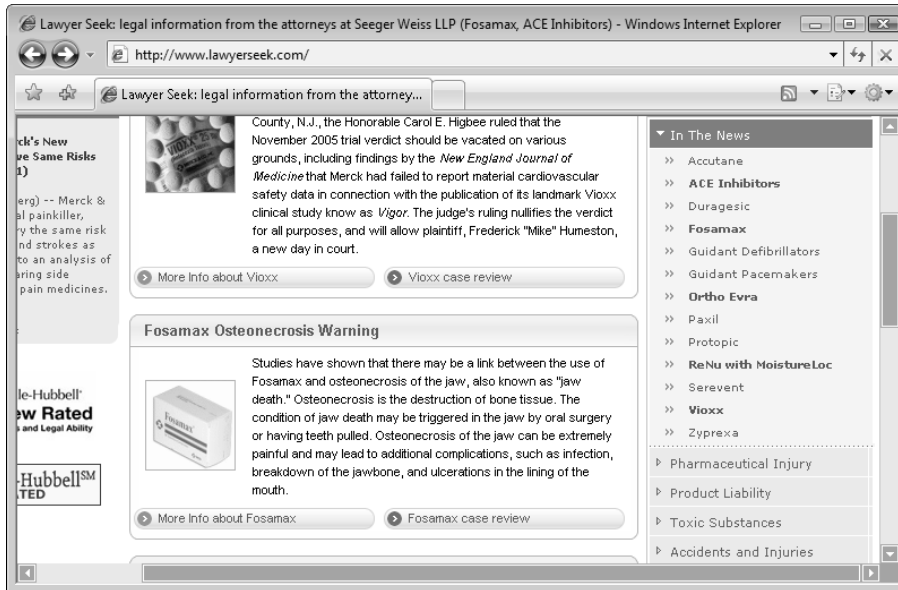 Lawyer Seek: legal information from the attorneys at Seeger Weiss LLP (Fosamax, ACE Inhibitors) - Windows Internet Explorer
http://www.lawyerseek.com/
Lawyer Seek: legal information from the attorney...
ck's New
ve Same Risks
1)
erg) -- Merck &
al painkiller,
ry the same risk
nd strokes as
to an analysis of
aring side
pain medicines.
le-Hubbell
ew Rated
s and Legal Ability
-Hubbell SM
TED
VIOXX 25
County, N.J., the Honorable Carol E. Higbee ruled that the
November 2005 trial verdict should be vacated on various
grounds, including findings by the New England Journal of
Medicine that Merck had failed to report material cardiovascular
safety data in connection with the publication of its landmark Vioxx
clinical study know as Vigor. The judge's ruling nullifies the verdict
for all purposes, and will allow plaintiff, Frederick "Mike" Humeston,
a new day in court.
More Info about Vioxx
Vioxx case review
Fosamax Osteonecrosis Warning
Studies have shown that there may be a link between the use of
Fosamax and osteonecrosis of the jaw, also known as "jaw
death." Osteonecrosis is the destruction of bone tissue. The
condition of jaw death may be triggered in the jaw by oral surgery
or having teeth pulled. Osteonecrosis of the jaw can be extremely
painful and may lead to additional complications, such as infection,
breakdown of the jawbone, and ulcerations in the lining of the
mouth.
Fosamax
More Info about Fosamax
Fosamax case review
In The News
Accutane
ACE Inhibitors
Duragesic
Fosamax
Guidant Defibrillators
Guidant Pacemakers
Ortho Evra
Paxil
Protopic
ReNu with MoistureLoc
Serevent
Vioxx
Zyprexa
Pharmaceutical Injury
Product Liability
Toxic Substances
Accidents and Injuries